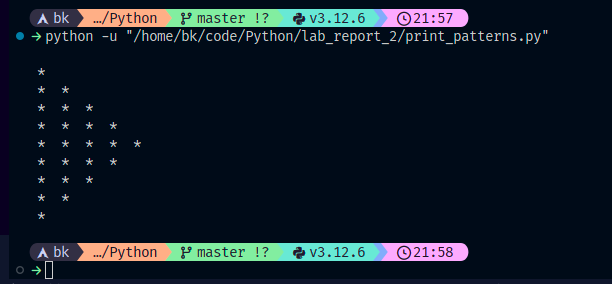 bk …/Python master !? v3.12.6 21:57
→ python -u "/home/bk/code/Python/lab_report_2/print_patterns.py"
*
* *
* * *
* * * *
* * * * *
* * * *
* * *
* *
*
bk …/Python master !? v3.12.6 21:58
→